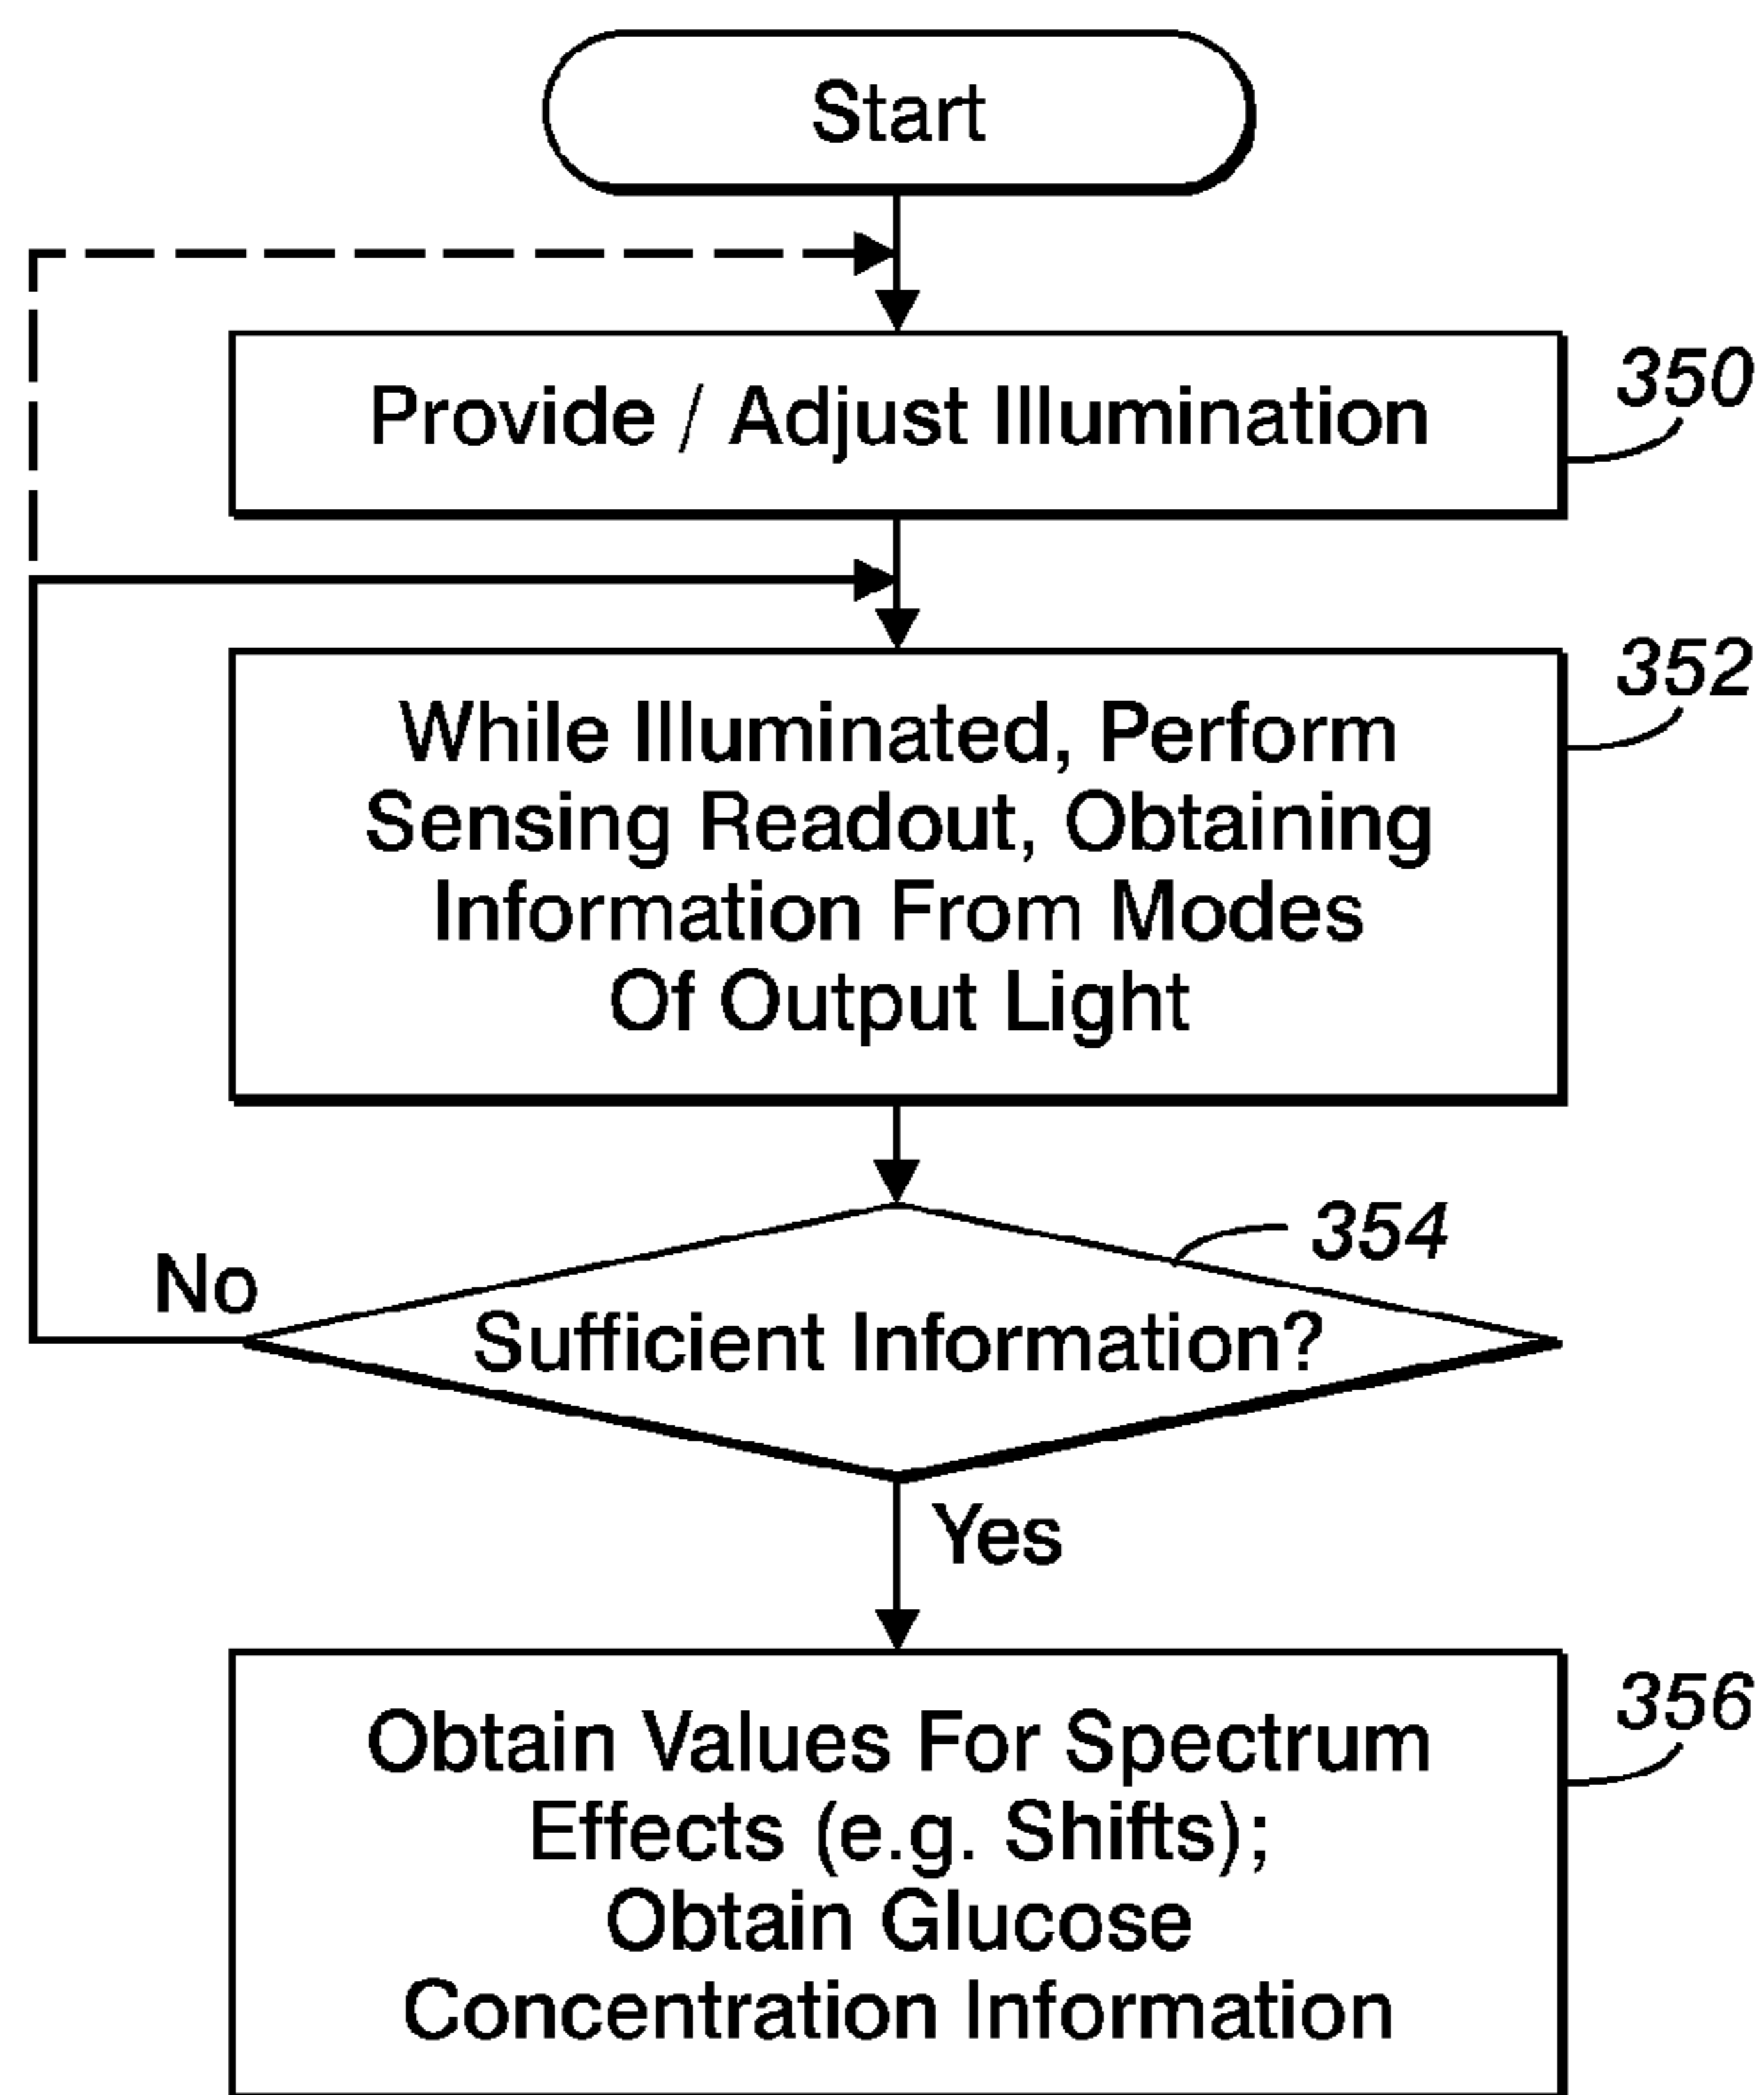 Start
Provide / Adjust Illumination
350
While Illuminated, Perform
Sensing Readout, Obtaining
Information From Modes
Of Output Light
352
354
No
Sufficient Information?
Yes
Obtain Values For Spectrum
Effects (e.g. Shifts);
Obtain Glucose
Concentration Information
356